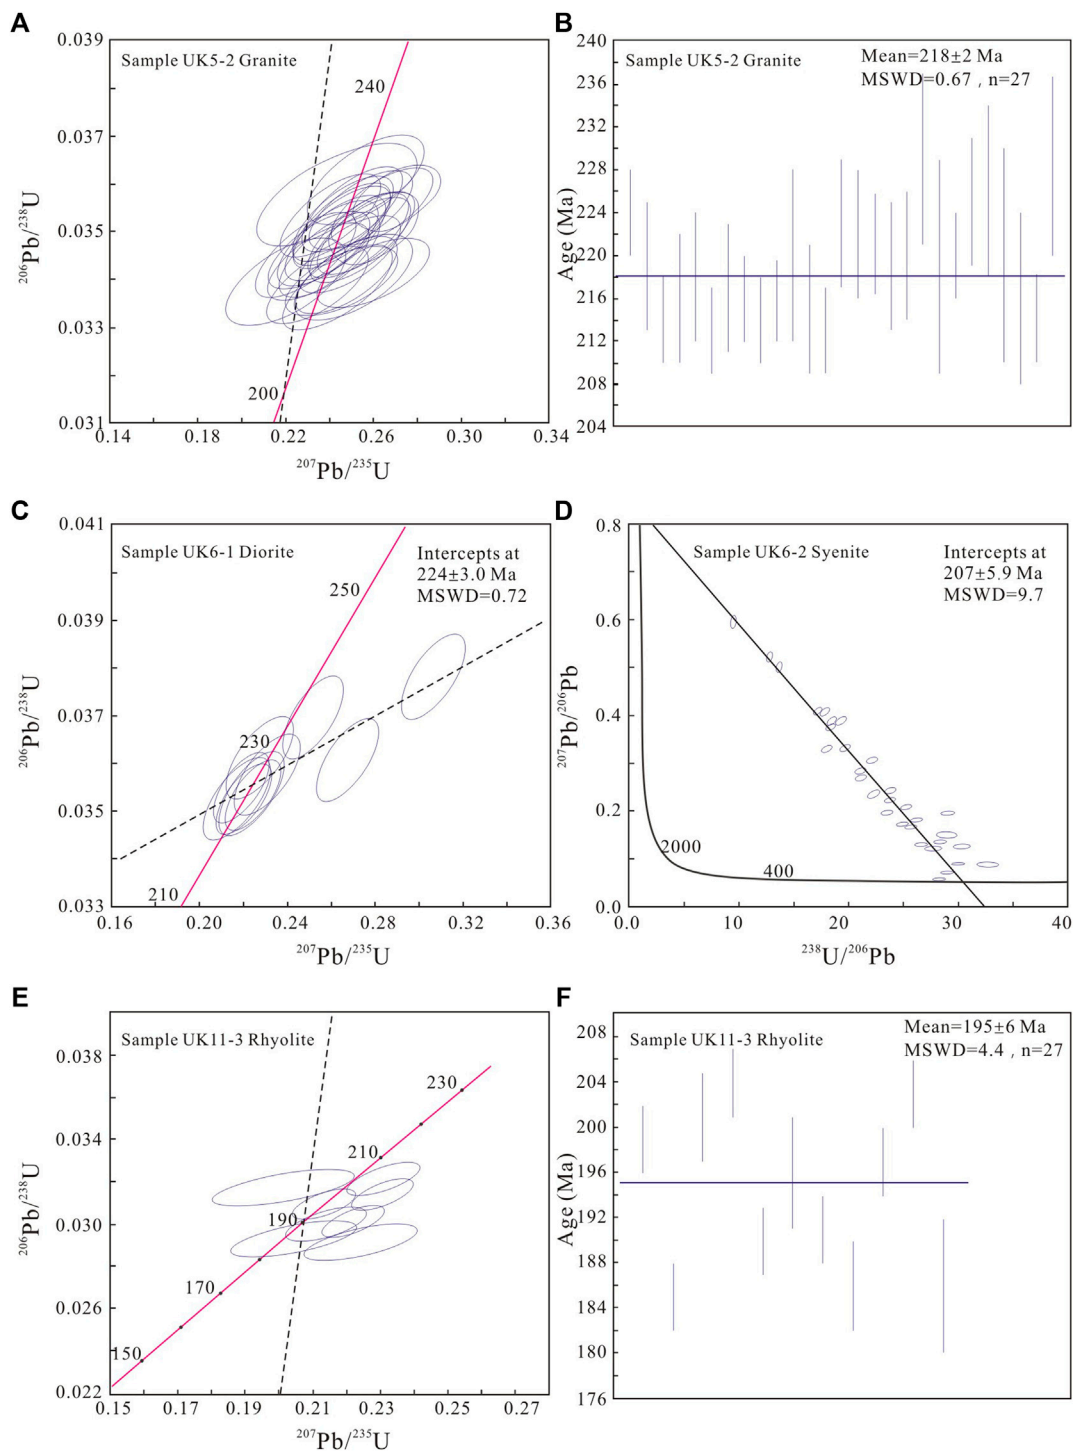 A
Sample UK5-2 Granite
0.039
0.037
0.035
0.033
0.031
240
200
0.14
0.18
0.22
0.26
0.30
0.34
²⁰⁶Pb/²³⁸U
²⁰⁷Pb/²³⁵U
B
Sample UK5-2 Granite
Mean=218±2 Ma
MSWD=0.67 , n=27
240
236
232
228
224
220
216
212
208
204
Age (Ma)
C
Sample UK6-1 Diorite
Intercepts at
224±3.0 Ma
MSWD=0.72
0.041
0.039
0.037
0.035
0.033
250
230
210
0.16
0.20
0.24
0.28
0.32
0.36
²⁰⁶Pb/²³⁸U
²⁰⁷Pb/²³⁵U
D
Sample UK6-2 Syenite
Intercepts at
207±5.9 Ma
MSWD=9.7
0.8
0.6
0.4
0.2
0.0
2000
400
0.0
10
20
30
40
²⁰⁷Pb/²⁰⁶Pb
²³⁸U/²⁰⁶Pb
E
Sample UK11-3 Rhyolite
0.038
0.034
0.030
0.026
0.022
230
210
190
170
150
0.15
0.17
0.19
0.21
0.23
0.25
0.27
²⁰⁶Pb/²³⁸U
²⁰⁷Pb/²³⁵U
F
Sample UK11-3 Rhyolite
Mean=195±6 Ma
MSWD=4.4 , n=27
208
204
200
196
192
188
184
180
176
Age (Ma)